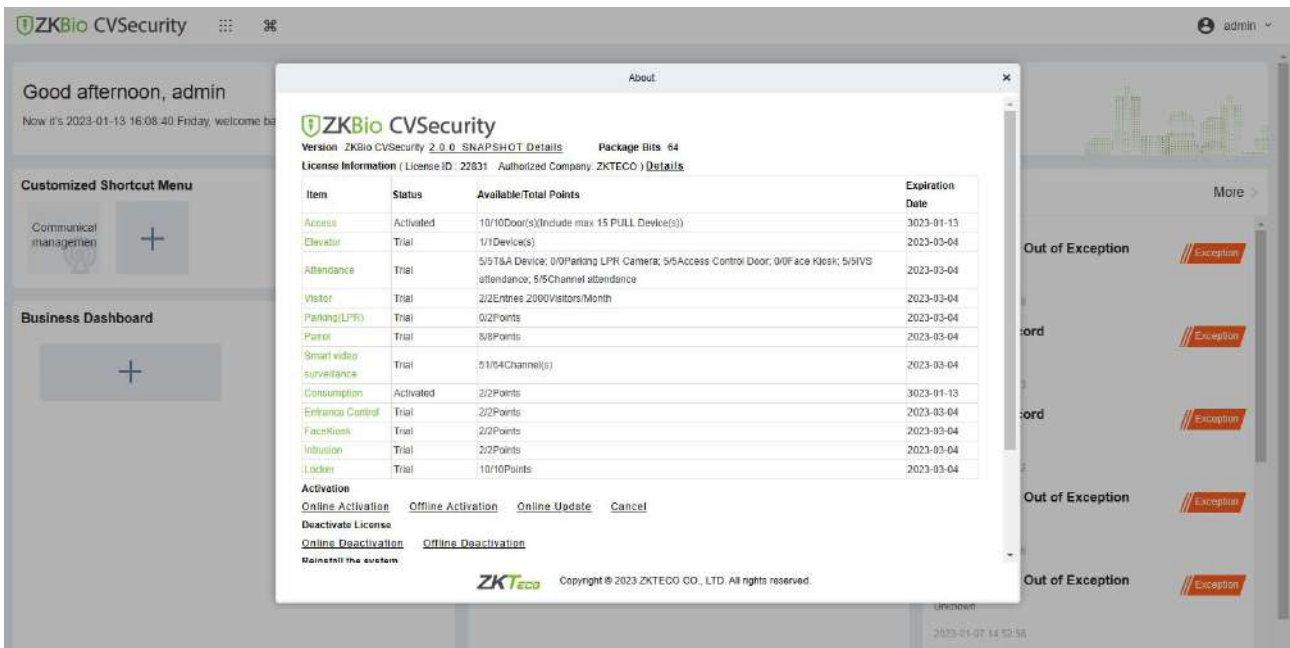 ZKBio CVSecurity
admin
Good afternoon, admin
Now it's 2023-01-13 16:08:40 Friday, welcome ba
Customized Shortcut Menu
Communicat
managemen
Business Dashboard
About
ZKBio CVSecurity
Version ZKBio CVSecurity 2.0.0_SNAPSHOT Details Package Bits 64
License Information ( License ID : 22831 Authorized Company: ZKTECO ) Details
Item Status Available/Total Points Expiration Date
Access Activated 10/10Door(s)(Include max 15 PULL Device(s)) 3023-01-13
Elevator Trial 1/1Device(s) 2023-03-04
Attendance Trial 5/5T&A Device; 0/0Parking LPR Camera; 5/5Access Control Door; 0/0Face Kiosk; 5/5IVS attendance; 5/5Channel attendance 2023-03-04
Visitor Trial 2/2Entries 2000Visitors/Month 2023-03-04
Parking(LPR) Trial 0/2Points 2023-03-04
Patrol Trial 8/8Points 2023-03-04
Smart video surveillance Trial 51/64Channel(s) 2023-03-04
Consumption Activated 2/2Points 3023-01-13
Entrance Control Trial 2/2Points 2023-03-04
FaceKiosk Trial 2/2Points 2023-03-04
Intrusion Trial 2/2Points 2023-03-04
Locker Trial 10/10Points 2023-03-04
Activation
Online Activation Offline Activation Online Update Cancel
Deactivate License
Online Deactivation Offline Deactivation
Reinstall the system
ZKTeco Copyright © 2023 ZKTECO CO., LTD. All rights reserved.
More >
Out of Exception
Exception
ord
Exception
ord
Exception
Out of Exception
Exception
Out of Exception
Exception
Unknown
2023-01-07 14:52:56